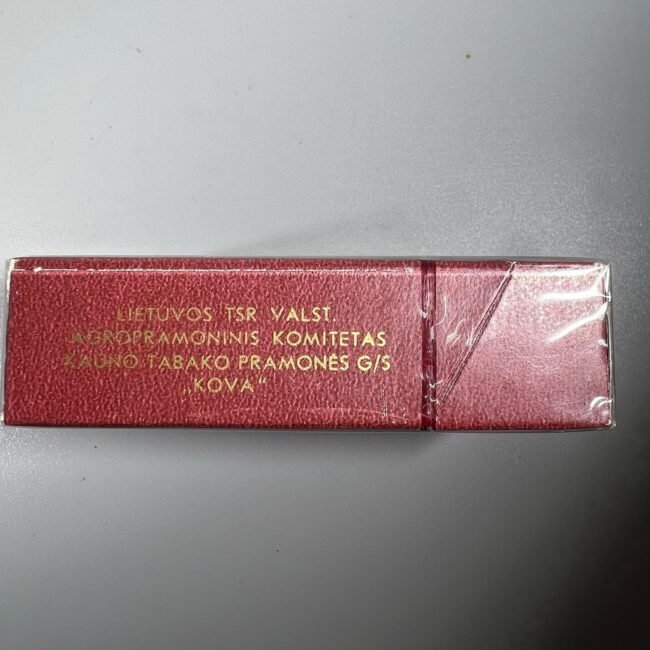 LIETUVOS TSR VALST.
AGROPRAMONINIS KOMITETAS
KAUNO TABAKO PRAMONĖS G/S
„KOVA“